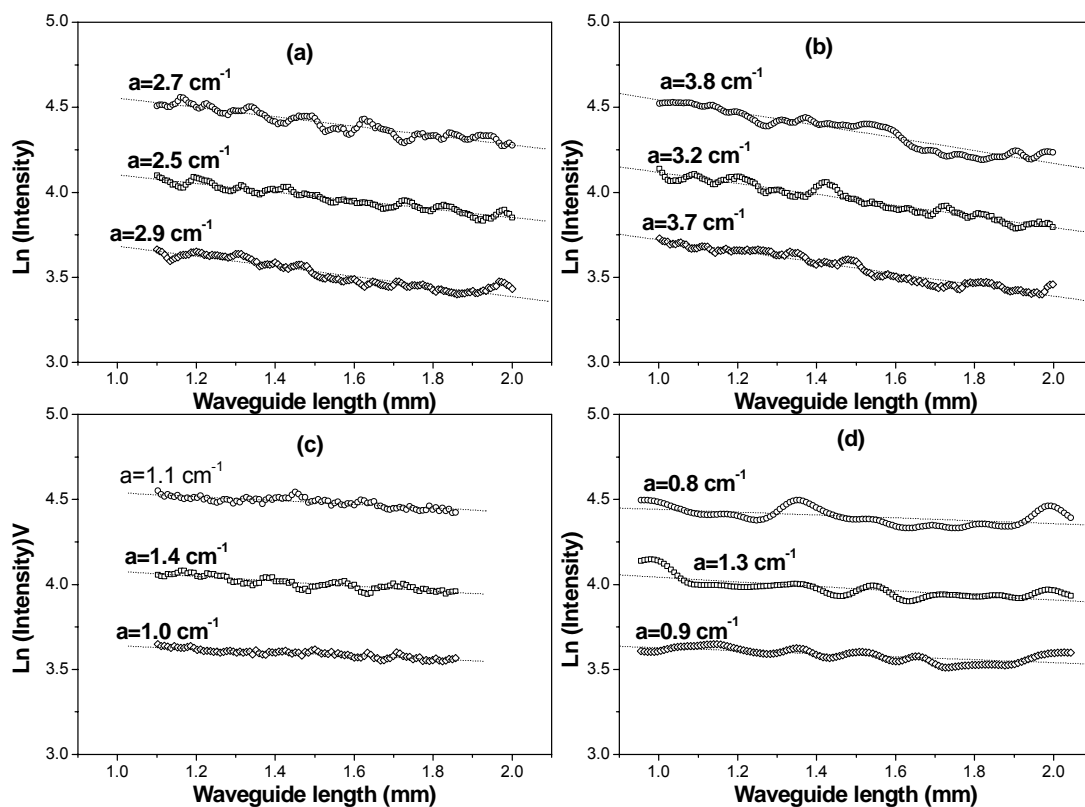 (a)
a=2.7 cm-1
a=2.5 cm-1
a=2.9 cm-1
5.0
4.5
4.0
3.5
3.0
Ln (Intensity)
1.0 1.2 1.4 1.6 1.8 2.0
Waveguide length (mm)
(b)
a=3.8 cm-1
a=3.2 cm-1
a=3.7 cm-1
5.0
4.5
4.0
3.5
3.0
Ln (Intensity)
1.0 1.2 1.4 1.6 1.8 2.0
Waveguide length (mm)
(c)
a=1.1 cm-1
a=1.4 cm-1
a=1.0 cm-1
5.0
4.5
4.0
3.5
3.0
Ln (Intensity)V
1.0 1.2 1.4 1.6 1.8 2.0
Waveguide length (mm)
(d)
a=0.8 cm-1
a=1.3 cm-1
a=0.9 cm-1
5.0
4.5
4.0
3.5
3.0
Ln (Intensity)
1.0 1.2 1.4 1.6 1.8 2.0
Waveguide length (mm)